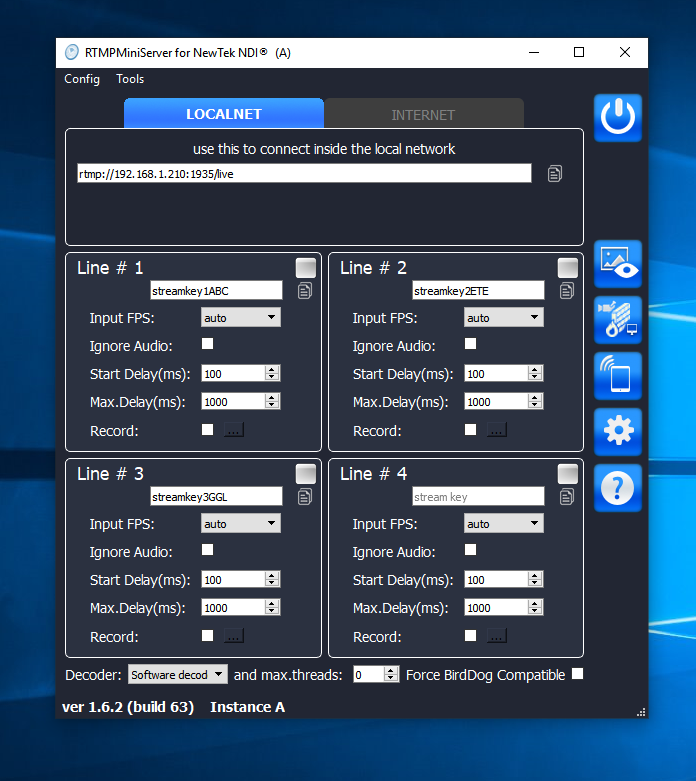 RTMPMiniServer for NewTek NDI® (A)
Config Tools
LOCALNET INTERNET
use this to connect inside the local network
rtmp://192.168.1.210:1935/live
Line # 1
streamkey1ABC
Input FPS: auto
Ignore Audio:
Start Delay(ms): 100
Max.Delay(ms): 1000
Record: ...
Line # 2
streamkey2ETE
Input FPS: auto
Ignore Audio:
Start Delay(ms): 100
Max.Delay(ms): 1000
Record: ...
Line # 3
streamkey3GGL
Input FPS: auto
Ignore Audio:
Start Delay(ms): 100
Max.Delay(ms): 1000
Record: ...
Line # 4
stream key
Input FPS: auto
Ignore Audio:
Start Delay(ms): 100
Max.Delay(ms): 1000
Record: ...
Decoder: Software decod and max.threads: 0 Force BirdDog Compatible
ver 1.6.2 (build 63) Instance A